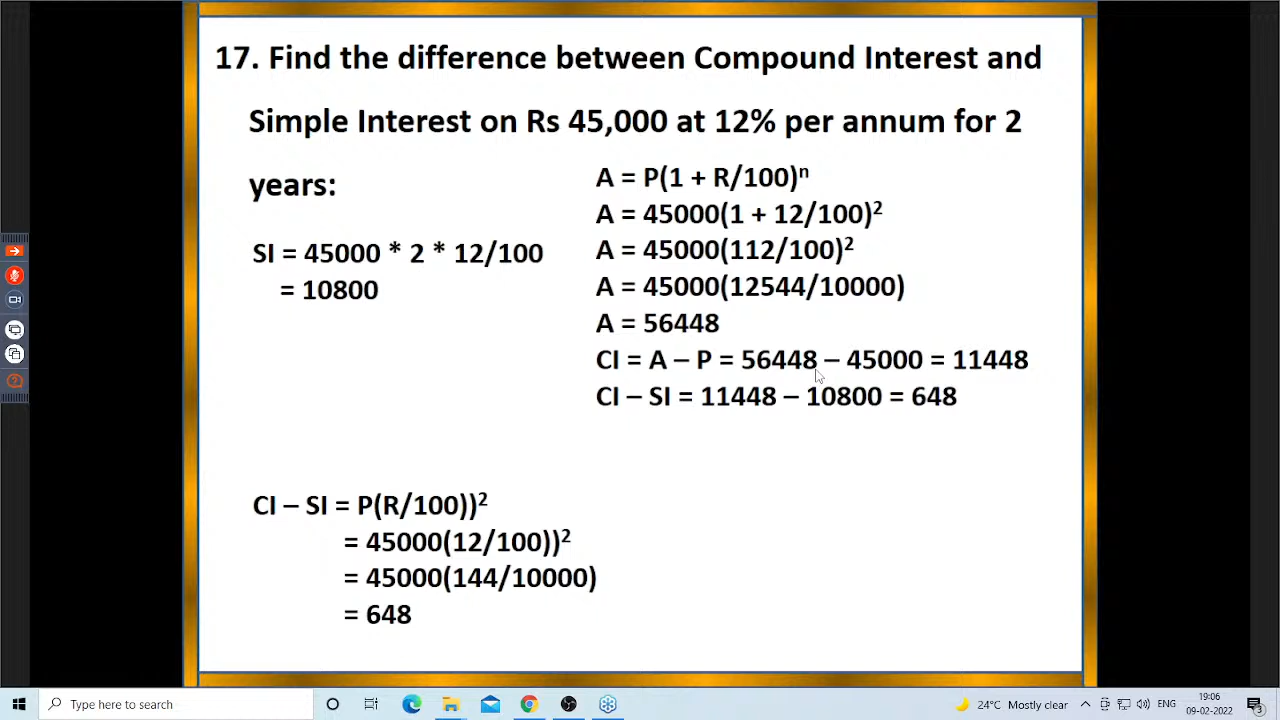 17. Find the difference between Compound Interest and
Simple Interest on Rs 45,000 at 12% per annum for 2
years:
SI = 45000 * 2 * 12/100
= 10800
A = P(1 + R/100)ⁿ
A = 45000(1 + 12/100)²
A = 45000(112/100)²
A = 45000(12544/10000)
A = 56448
CI = A – P = 56448 – 45000 = 11448
CI – SI = 11448 – 10800 = 648
CI – SI = P(R/100))²
= 45000(12/100))²
= 45000(144/10000)
= 648
Type here to search
24°C Mostly clear
ENG
19:06
09-02-2022
3